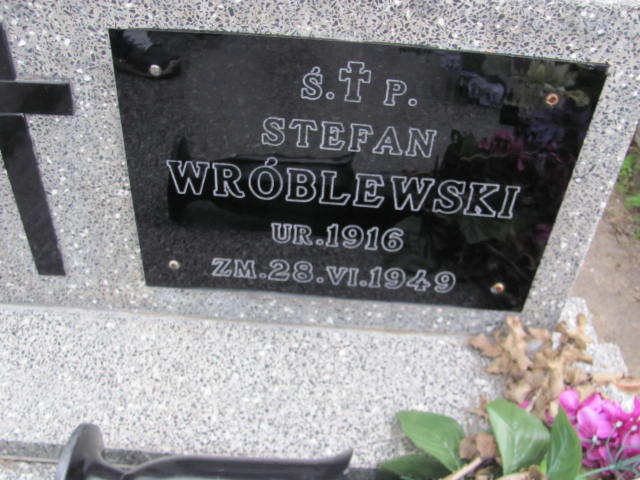 Ś.✝P.
STEFAN
WRÓBLEWSKI
UR.1916
ZM.28.VI.1949